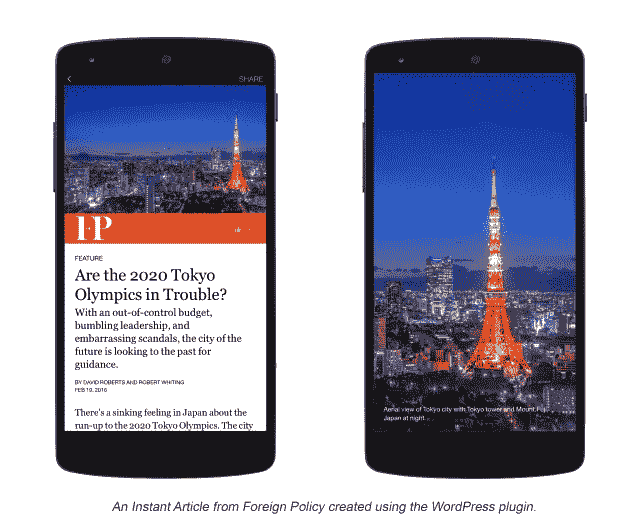 SHARE
FP
FEATURE
Are the 2020 Tokyo
Olympics in Trouble?
With an out-of-control budget,
bumbling leadership, and
embarrassing scandals, the city of the
future is looking to the past for
guidance.
BY DAVID ROBERTS AND ROBERT WHITING
FEB 19, 2016
There's a sinking feeling in Japan about the
run-up to the 2020 Tokyo Olympics. The city
Aerial view of Tokyo city with Tokyo tower and Mount
Japan at night
An Instant Article from Foreign Policy created using the WordPress plugin.